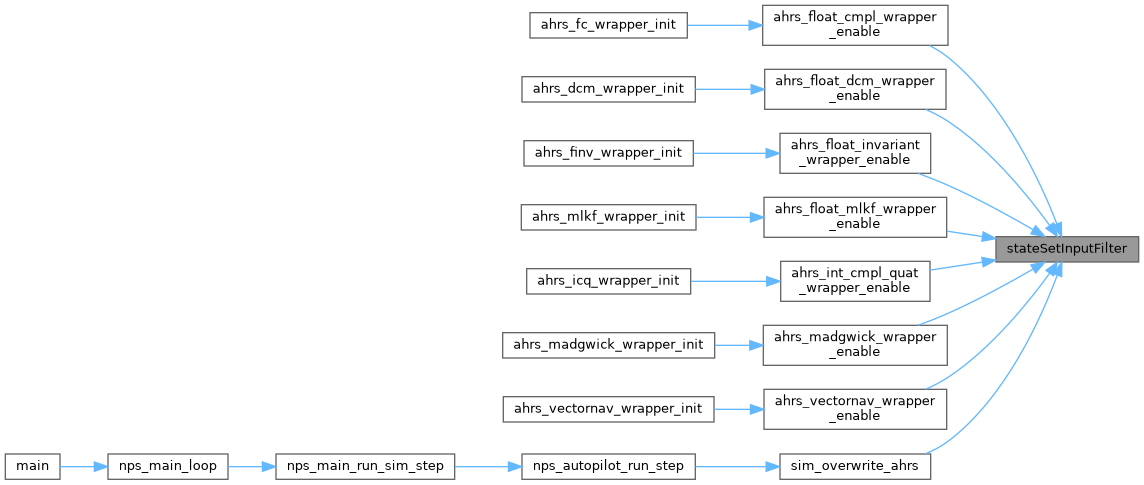 ahrs_fc_wrapper_init
ahrs_float_cmpl_wrapper
_enable
ahrs_dcm_wrapper_init
ahrs_float_dcm_wrapper
_enable
ahrs_finv_wrapper_init
ahrs_float_invariant
_wrapper_enable
ahrs_mlkf_wrapper_init
ahrs_float_mlkf_wrapper
_enable
stateSetInputFilter
ahrs_icq_wrapper_init
ahrs_int_cmpl_quat
_wrapper_enable
ahrs_madgwick_wrapper_init
ahrs_madgwick_wrapper
_enable
ahrs_vectornav_wrapper_init
ahrs_vectornav_wrapper
_enable
main
nps_main_loop
nps_main_run_sim_step
nps_autopilot_run_step
sim_overwrite_ahrs